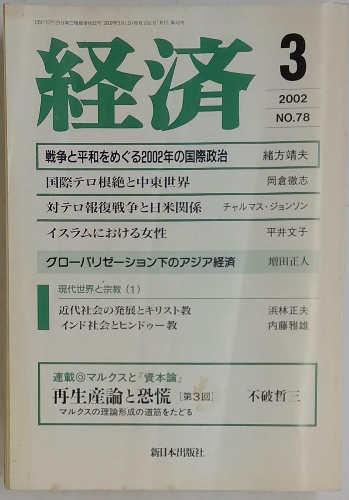 経済
3
2002
NO.78
戦争と平和をめぐる2002年の国際政治 緒方靖夫
国際テロ根絶と中東世界 岡倉徹志
対テロ報復戦争と日米関係 チャルマス・ジョンソン
イスラムにおける女性 平井文子
グローバリゼーション下のアジア経済 増田正人
現代世界と宗教(1)
近代社会の発展とキリスト教 浜林正夫
インド社会とヒンドゥー教 内藤雅雄
連載◎マルクスと『資本論』
再生産論と恐慌[第3回] 不破哲三
マルクスの理論形成の道筋をたどる
新日本出版社